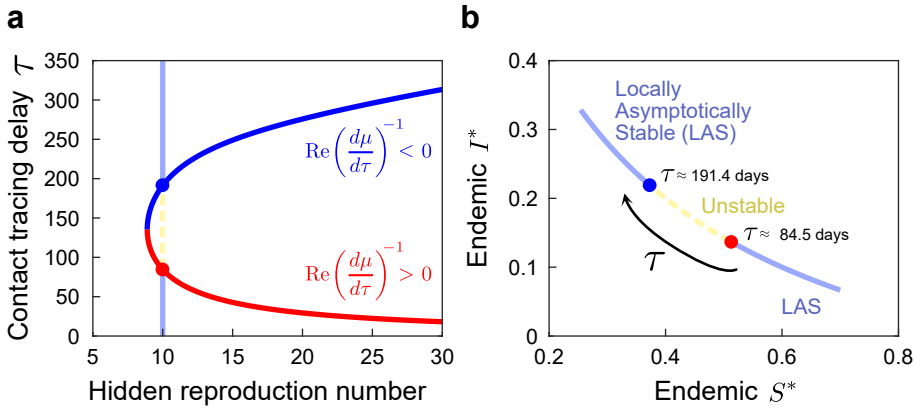 a
Contact tracing delay τ
350
300
250
200
150
100
50
0
Re(dμ/dτ)⁻¹ < 0
Re(dμ/dτ)⁻¹ > 0
5 10 15 20 25 30
Hidden reproduction number
b
Endemic I*
0.4
0.3
0.2
0.1
0
Locally
Asymptotically
Stable (LAS)
τ ≈ 191.4 days
Unstable
τ ≈ 84.5 days
τ
LAS
0.2 0.4 0.6 0.8
Endemic S*